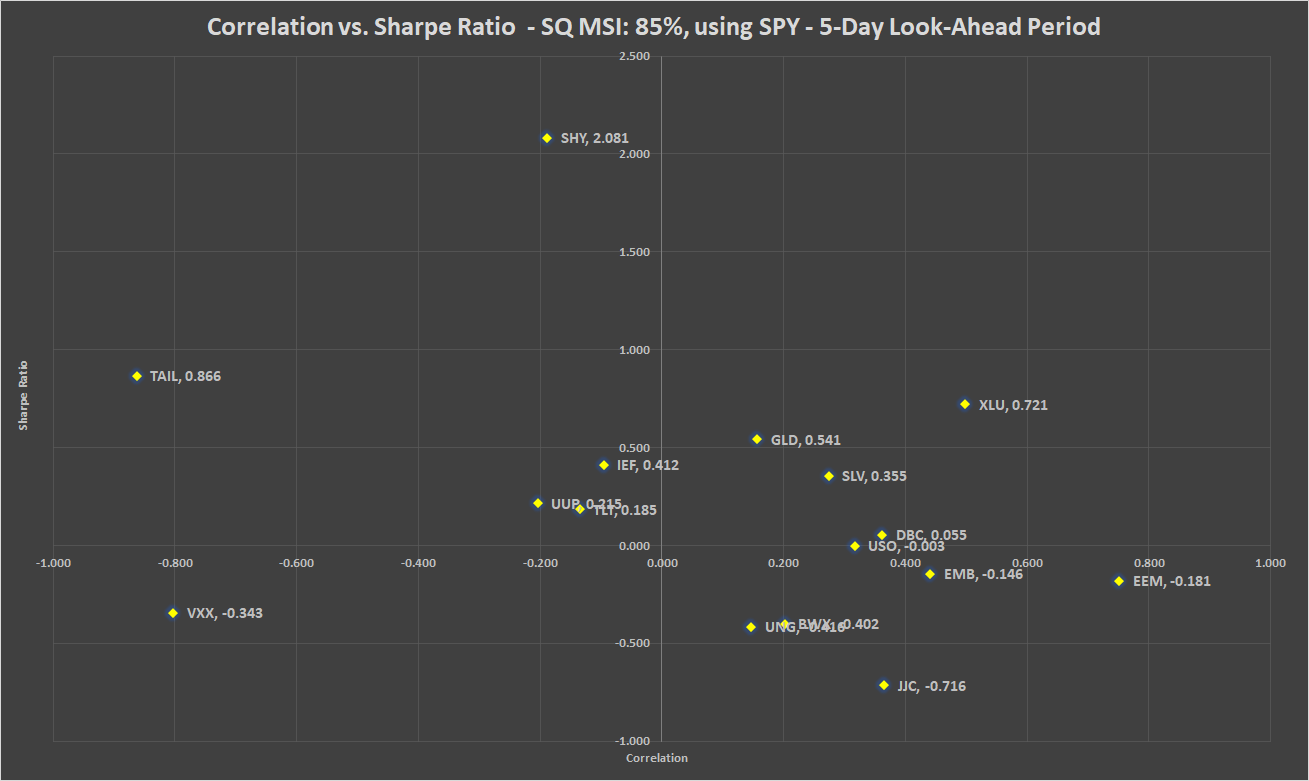 Correlation vs. Sharpe Ratio - SQ MSI: 85%, using SPY - 5-Day Look-Ahead Period
2.500
SHY, 2.081
2.000
1.500
1.000
TAIL, 0.866
Sharpe Ratio
XLU, 0.721
GLD, 0.541
0.500
IEF, 0.412
SLV, 0.355
UUP, 0.215
TLT, 0.185
DBC, 0.055
0.000
USO, -0.003
-1.000 -0.800 -0.600 -0.400 -0.200 0.000 0.200 0.400 0.600 0.800 1.000
EMB, -0.146
EEM, -0.181
VXX, -0.343
BWX, -0.402
UNG, -0.416
-0.500
JJC, -0.716
-1.000
Correlation